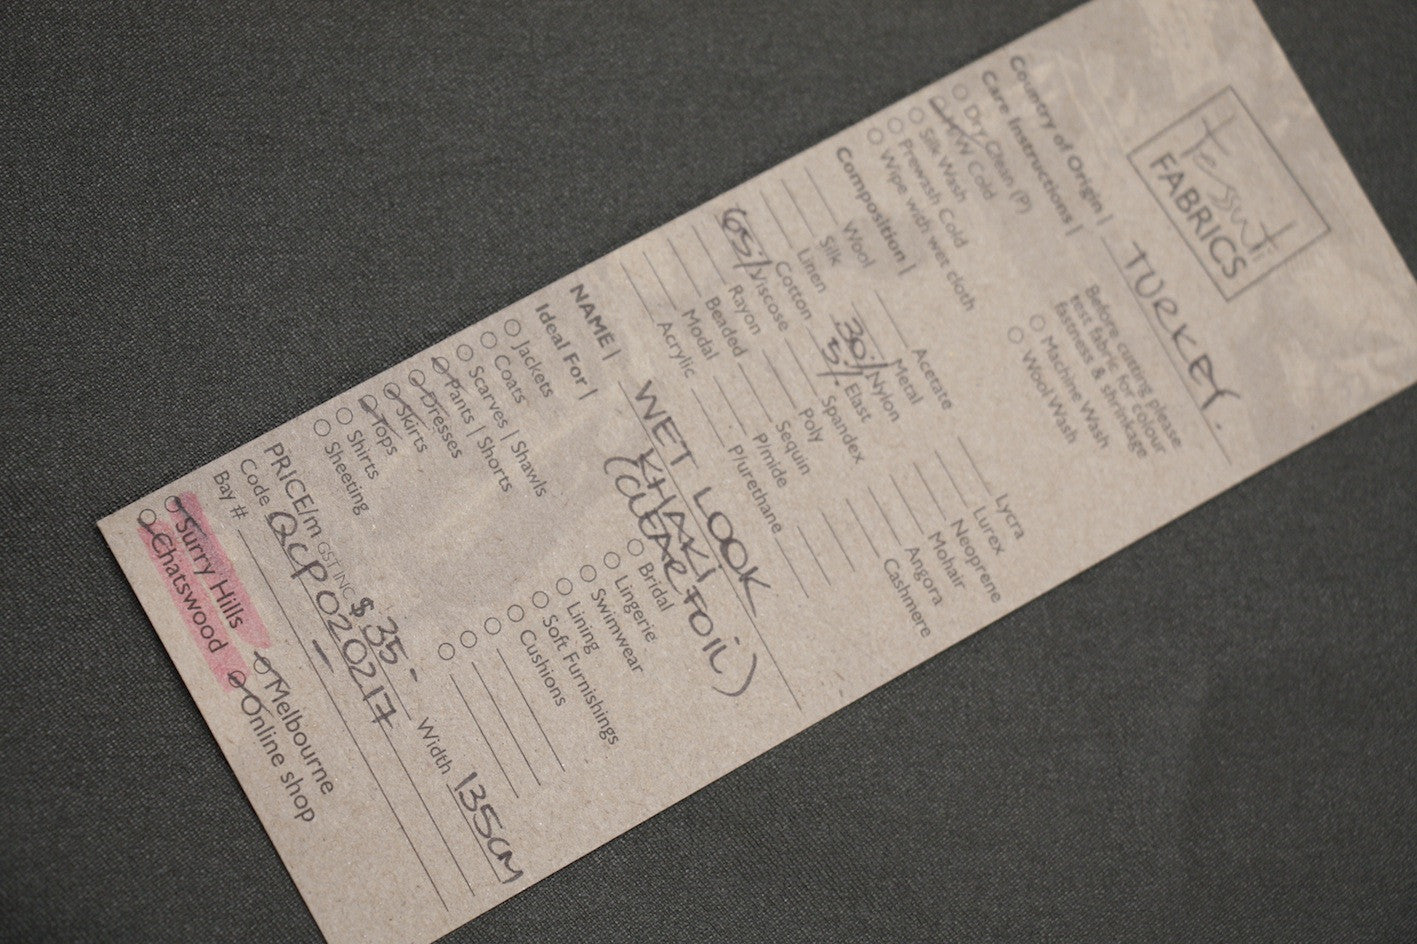 tessuti
FABRICS
Country of Origin | TURKEY.
Care Instructions | Before cutting please
test fabric for colour
fastness & shrinkage
Dry Clean (P) Machine Wash
HW Cold Wool Wash
Silk Wash
Prewash Cold
Wipe with wet cloth
Composition |
Wool Acetate Lycra
Silk Metal Lurex
Linen 30% Nylon Neoprene
Cotton 5% Elast Mohair
65% Viscose Spandex Angora
Rayon Poly Cashmere
Beaded Sequin
Modal P/mide
Acrylic P/urethane
NAME | WET LOOK
KHAKI
(CLEAR FOIL)
Ideal For |
Jackets Bridal
Coats Lingerie
Scarves | Shawls Swimwear
Pants | Shorts Lining
Dresses Soft Furnishings
Skirts Cushions
Tops
Shirts
Sheeting
PRICE/m GST INC $35- Width 135CM
Code QCP020217
Bay # -
Surry Hills Melbourne
Chatswood Online shop